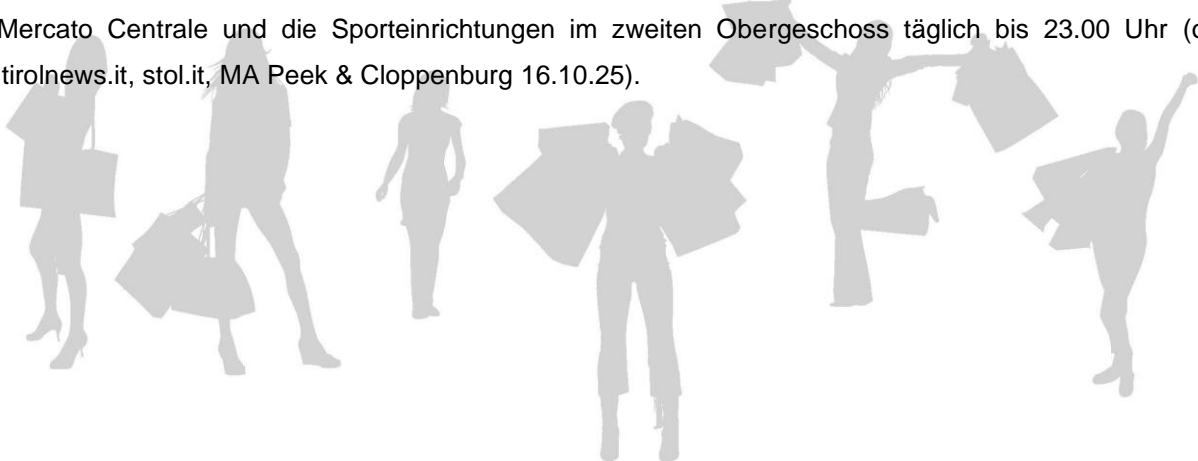 Mercato Centrale und die Sporteinrichtungen im zweiten Obergeschoss täglich bis 23.00 Uhr (
tirolnews.it, stol.it, MA Peek & Cloppenburg 16.10.25).